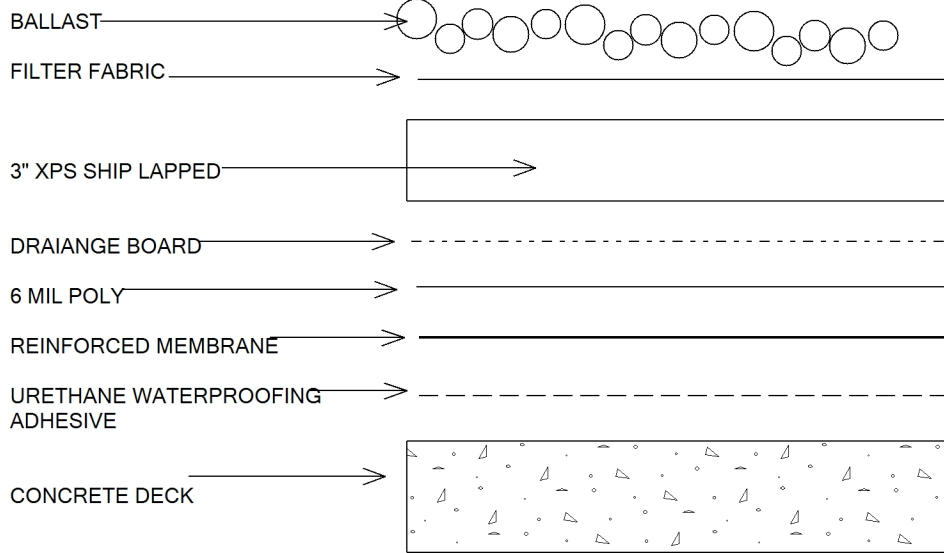 BALLAST
FILTER FABRIC
3" XPS SHIP LAPPED
DRAIANGE BOARD
6 MIL POLY
REINFORCED MEMBRANE
URETHANE WATERPROOFING
ADHESIVE
CONCRETE DECK